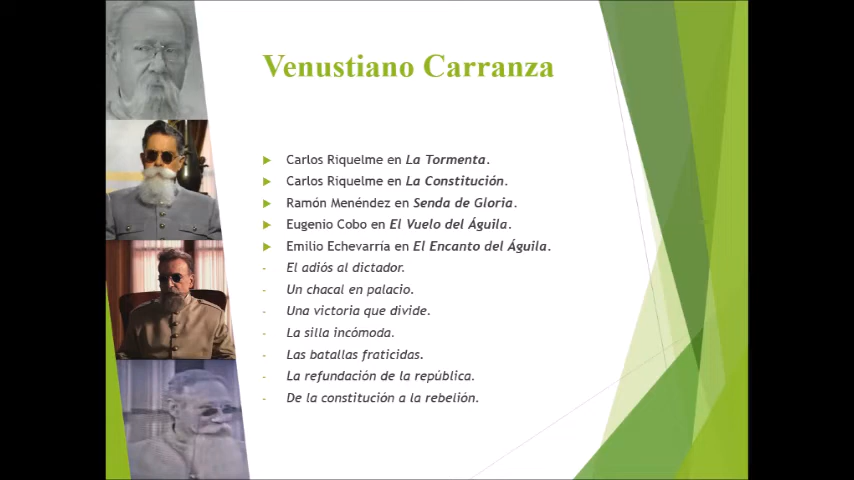 Venustiano Carranza
Carlos Riquelme en La Tormenta.
Carlos Riquelme en La Constitución.
Ramón Menéndez en Senda de Gloria.
Eugenio Cobo en El Vuelo del Águila.
Emilio Echevarría en El Encanto del Águila.
- El adiós al dictador.
- Un chacal en palacio.
- Una victoria que divide.
- La silla incómoda.
- Las batallas fraticidas.
- La refundación de la república.
- De la constitución a la rebelión.